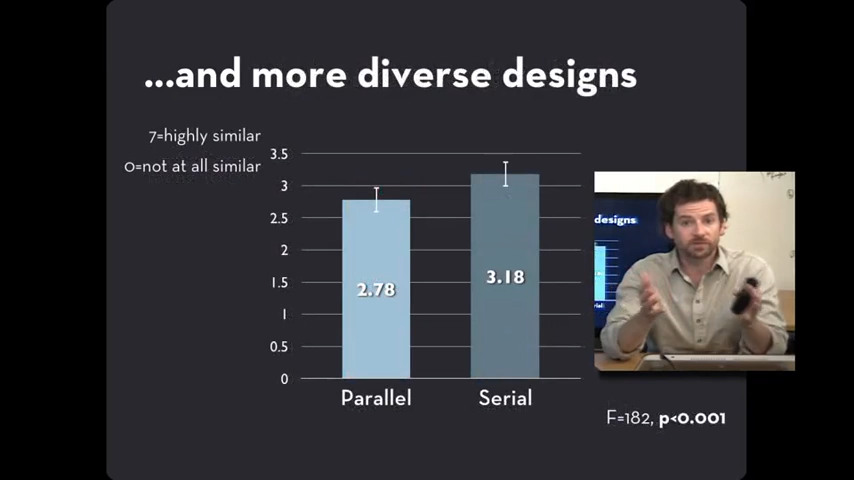 ...and more diverse designs
7=highly similar
0=not at all similar
3.5
3
2.5
2
1.5
1
0.5
0
2.78
3.18
Parallel
Serial
designs
F=182, p<0.001